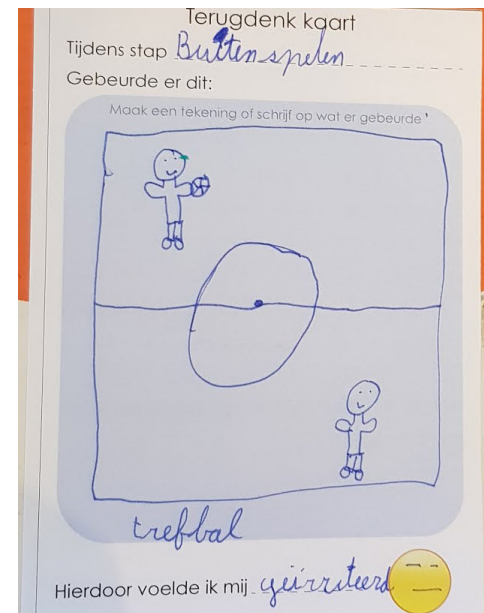 Terugdenk kaart
Tijdens stap Buitenspelen
Gebeurde er dit:
Maak een tekening of schrijf op wat er gebeurde
trefbal
Hierdoor voelde ik mij geïrriteerd